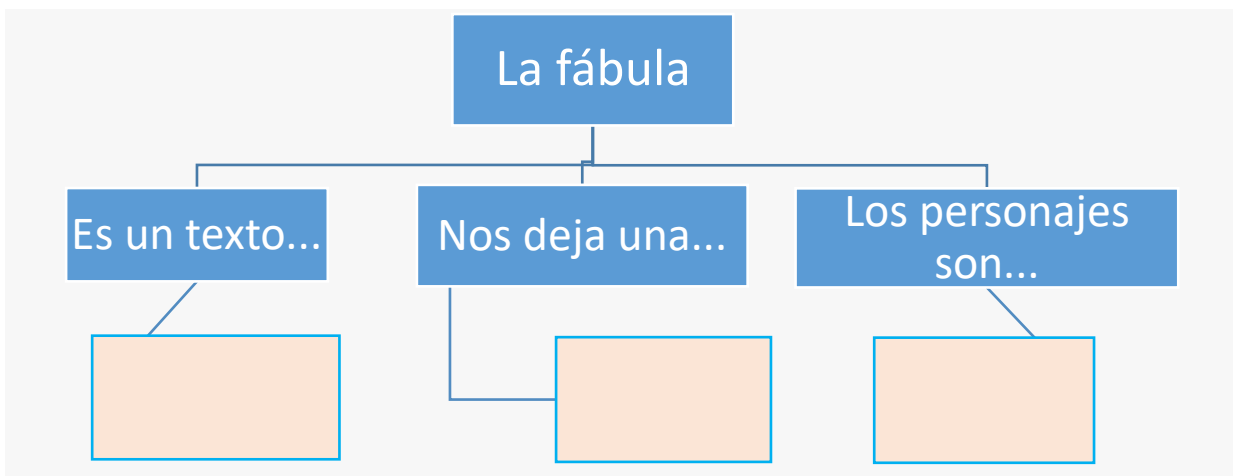 La fábula
Es un texto...
Nos deja una...
Los personajes
son...